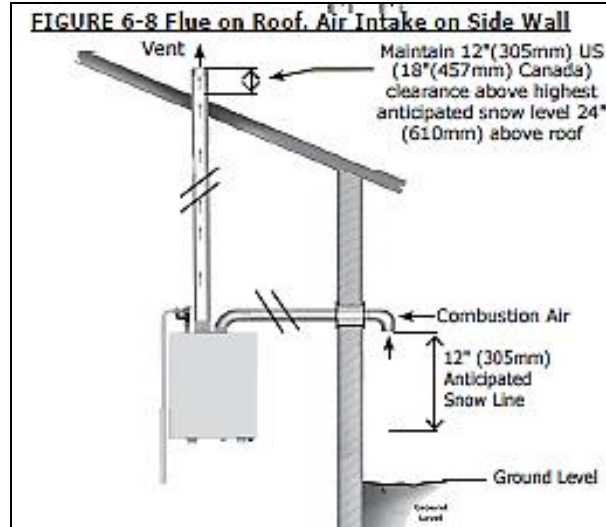 FIGURE 6-8 Flue on Roof. Air Intake on Side Wall
Vent
Maintain 12"(305mm) US
(18"(457mm) Canada)
clearance above highest
anticipated snow level 24"
(610mm) above roof
Combustion Air
12" (305mm)
Anticipated
Snow Line
Ground Level
Ground
Level